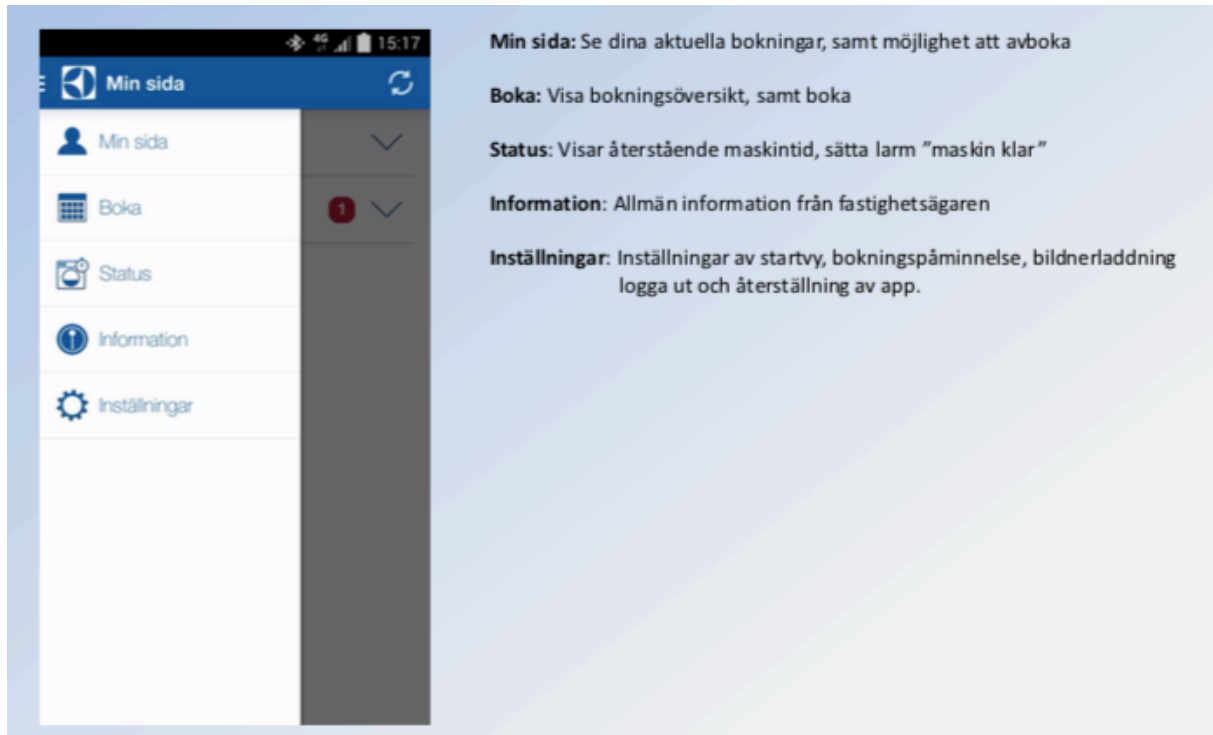 4G 15:17
Min sida
Min sida
Boka
1
Status
Information
Inställningar
Min sida: Se dina aktuella bokningar, samt möjlighet att avboka
Boka: Visa bokningsöversikt, samt boka
Status: Visar återstående maskintid, sätta larm ”maskin klar”
Information: Allmän information från fastighetsägaren
Inställningar: Inställningar av startvy, bokningspåminnelse, bildnerladdning
logga ut och återställning av app.